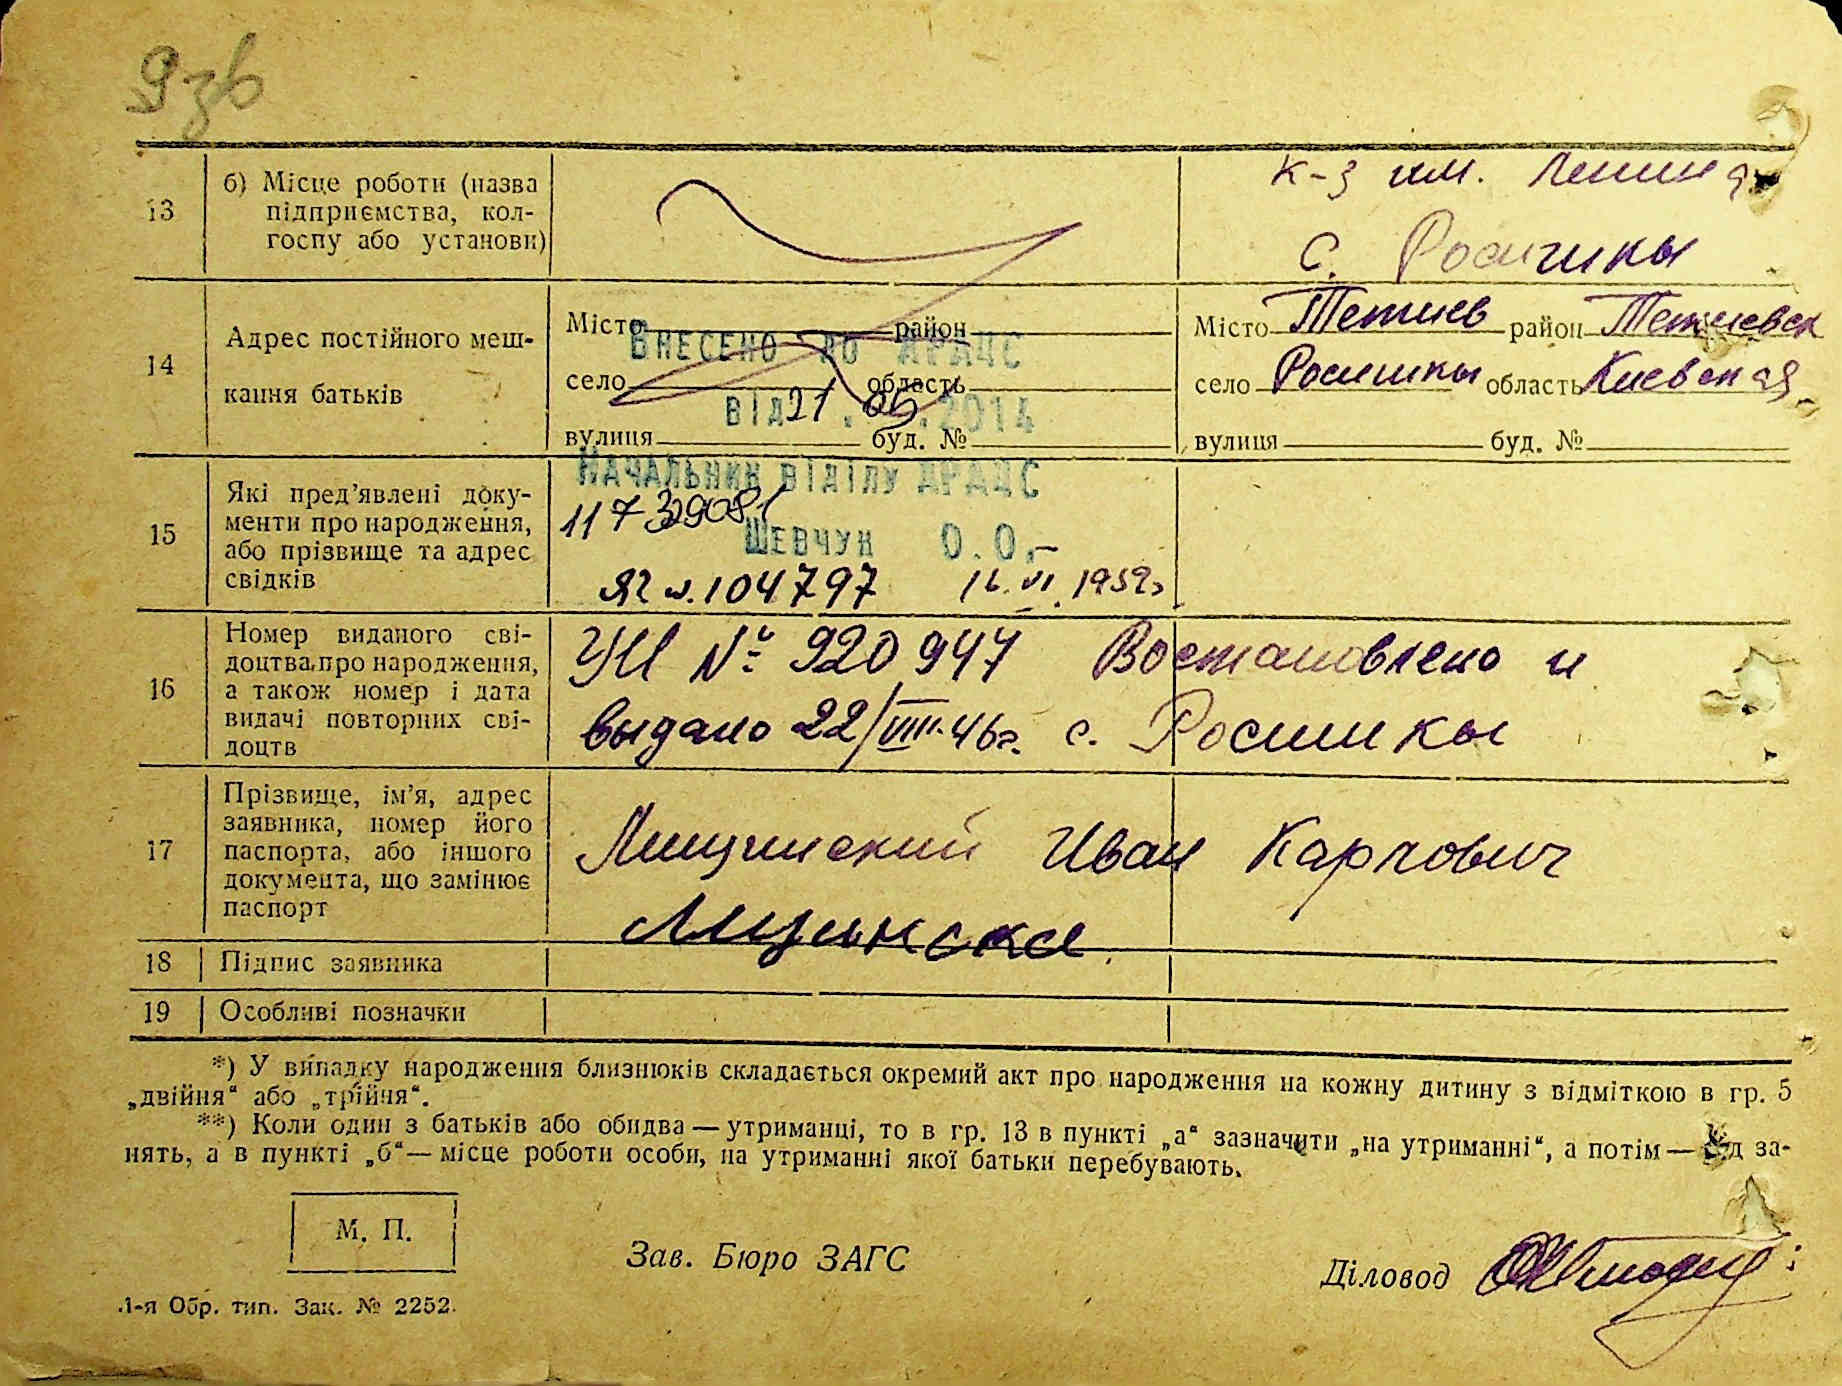 9зв
13
б) Місце роботи (назва
підприємства, кол-
госпу або установи)
к-з им. Ленина
с. Росишки
14
Адрес постійного меш-
кання батьків
Місто район
село область
вулиця буд. №
Місто Тетиев район Тетиевск
село Росишки область Киевская
вулиця буд. №
Внесено до ДРАЦС
від 21.05.2014
Начальник відділу ДРАЦС
Шевчук О.О.
15
Які пред’явлені доку-
менти про народження,
або прізвище та адрес
свідків
104797 16.VI.1959г
16
Номер виданого сві-
доцтва про народження,
а також номер і дата
видачі повторних сві-
доцтв
№ 920947 Востановлено и
выдано 22/VIII.46г. с. Росишки
17
Прізвище, ім’я, адрес
заявника, номер його
паспорта, або іншого
документа, що замінює
паспорт
Лищинский Иван Карпович
18
Підпис заявника
19
Особливі позначки
*) У випадку народження близнюків складається окремий акт про народження на кожну дитину з відміткою в гр. 5
„двійня“ або „трійня“.
**) Коли один з батьків або обидва — утриманці, то в гр. 13 в пункті „а“ зазначити „на утриманні“, а потім — від за-
нять, а в пункті „б“ — місце роботи особи, на утриманні якої батьки перебувають.
М. П.
Зав. Бюро ЗАГС
Діловод
1-я Обр. тип. Зак. № 2252.